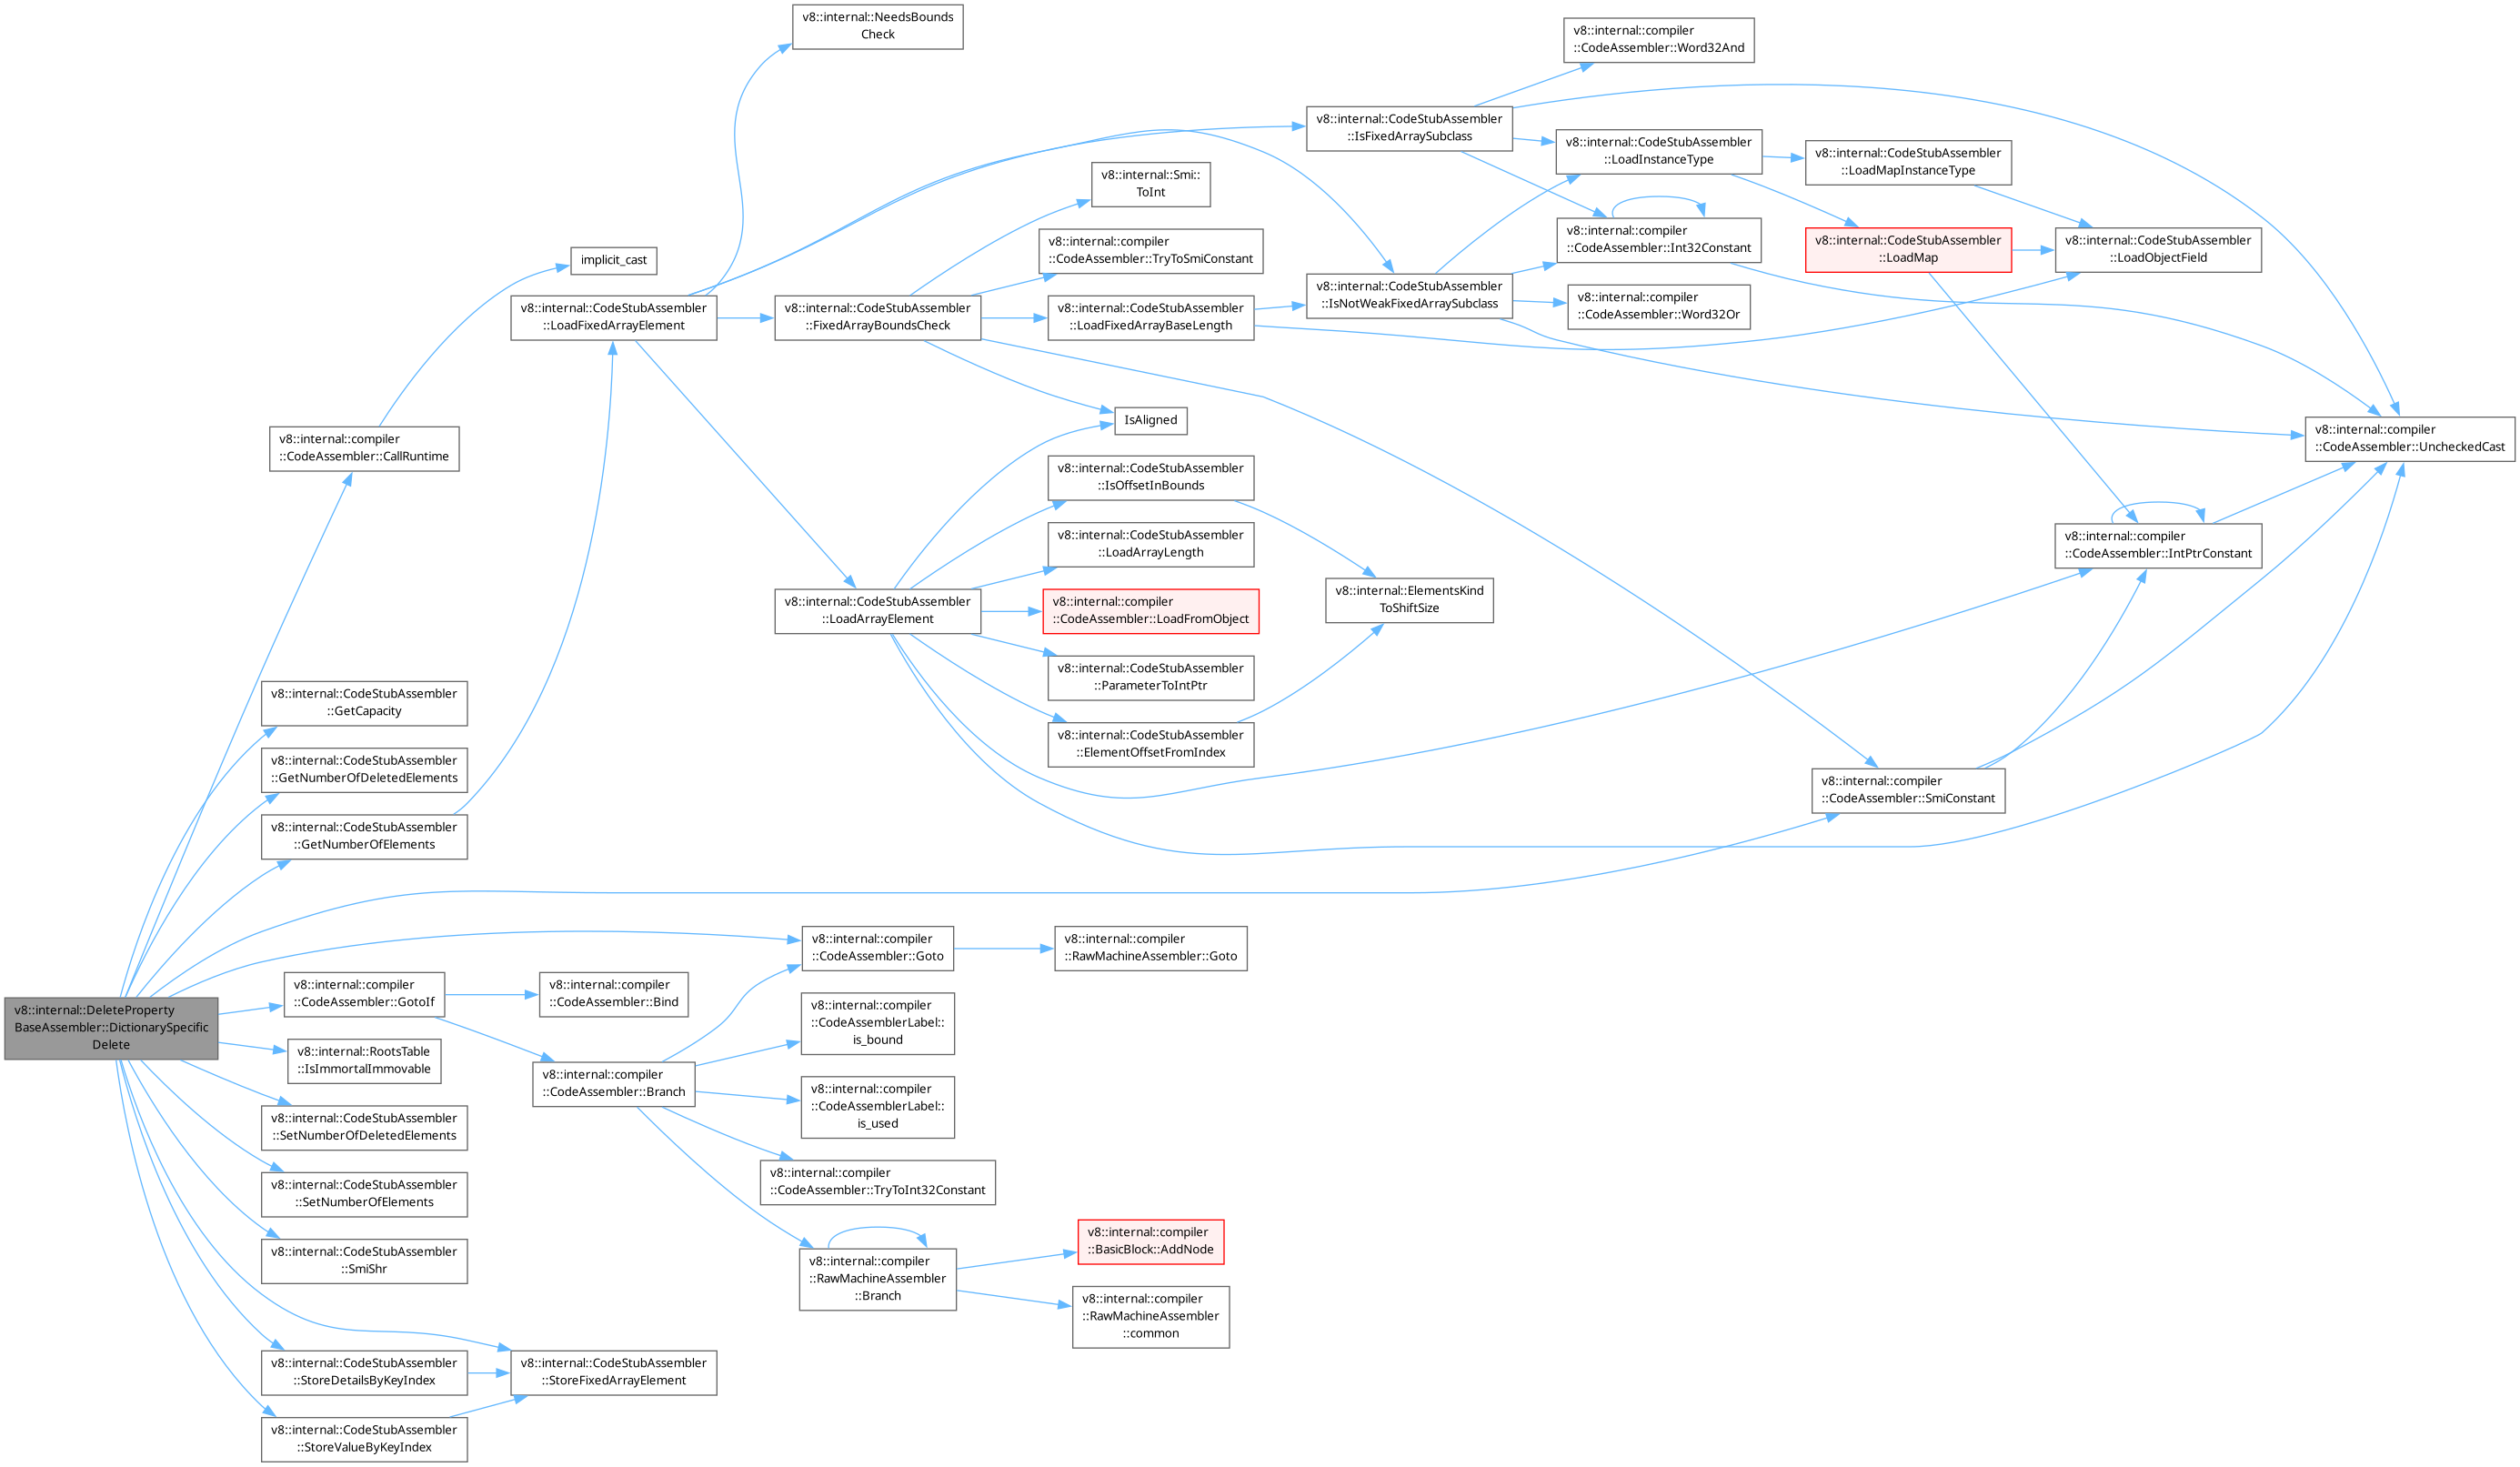 v8::internal::DeleteProperty
BaseAssembler::DictionarySpecific
Delete
v8::internal::compiler
::CodeAssembler::CallRuntime
implicit_cast
v8::internal::CodeStubAssembler
::GetCapacity
v8::internal::CodeStubAssembler
::GetNumberOfDeletedElements
v8::internal::CodeStubAssembler
::GetNumberOfElements
v8::internal::CodeStubAssembler
::LoadFixedArrayElement
v8::internal::NeedsBounds
Check
v8::internal::CodeStubAssembler
::FixedArrayBoundsCheck
v8::internal::Smi::
ToInt
v8::internal::compiler
::CodeAssembler::TryToSmiConstant
v8::internal::CodeStubAssembler
::LoadFixedArrayBaseLength
IsAligned
v8::internal::CodeStubAssembler
::IsFixedArraySubclass
v8::internal::CodeStubAssembler
::IsNotWeakFixedArraySubclass
v8::internal::compiler
::CodeAssembler::Word32And
v8::internal::CodeStubAssembler
::LoadInstanceType
v8::internal::compiler
::CodeAssembler::Int32Constant
v8::internal::compiler
::CodeAssembler::Word32Or
v8::internal::CodeStubAssembler
::LoadMapInstanceType
v8::internal::CodeStubAssembler
::LoadMap
v8::internal::CodeStubAssembler
::LoadObjectField
v8::internal::compiler
::CodeAssembler::UncheckedCast
v8::internal::compiler
::CodeAssembler::IntPtrConstant
v8::internal::compiler
::CodeAssembler::SmiConstant
v8::internal::CodeStubAssembler
::LoadArrayElement
v8::internal::CodeStubAssembler
::IsOffsetInBounds
v8::internal::CodeStubAssembler
::LoadArrayLength
v8::internal::compiler
::CodeAssembler::LoadFromObject
v8::internal::CodeStubAssembler
::ParameterToIntPtr
v8::internal::CodeStubAssembler
::ElementOffsetFromIndex
v8::internal::ElementsKind
ToShiftSize
v8::internal::compiler
::CodeAssembler::Goto
v8::internal::compiler
::RawMachineAssembler::Goto
v8::internal::compiler
::CodeAssembler::GotoIf
v8::internal::compiler
::CodeAssembler::Bind
v8::internal::compiler
::CodeAssembler::Branch
v8::internal::compiler
::CodeAssemblerLabel::
is_bound
v8::internal::compiler
::CodeAssemblerLabel::
is_used
v8::internal::compiler
::CodeAssembler::TryToInt32Constant
v8::internal::compiler
::RawMachineAssembler
::Branch
v8::internal::compiler
::BasicBlock::AddNode
v8::internal::compiler
::RawMachineAssembler
::common
v8::internal::RootsTable
::IsImmortalImmovable
v8::internal::CodeStubAssembler
::SetNumberOfDeletedElements
v8::internal::CodeStubAssembler
::SetNumberOfElements
v8::internal::CodeStubAssembler
::SmiShr
v8::internal::CodeStubAssembler
::StoreDetailsByKeyIndex
v8::internal::CodeStubAssembler
::StoreFixedArrayElement
v8::internal::CodeStubAssembler
::StoreValueByKeyIndex